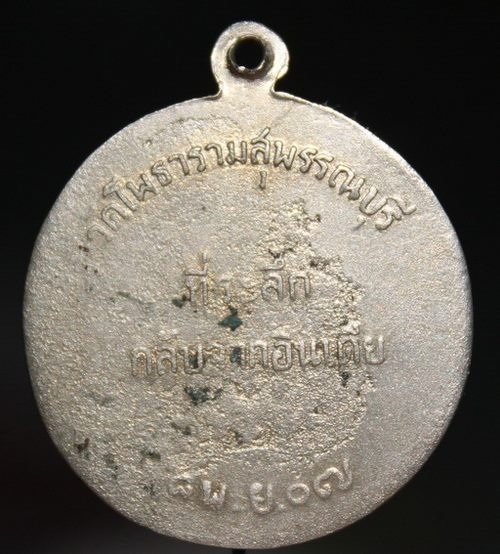 วัดโพธารามสุพรรณบุรี
ที่ระลึก
กลับจากอินเดีย
พ.ย.๐๗